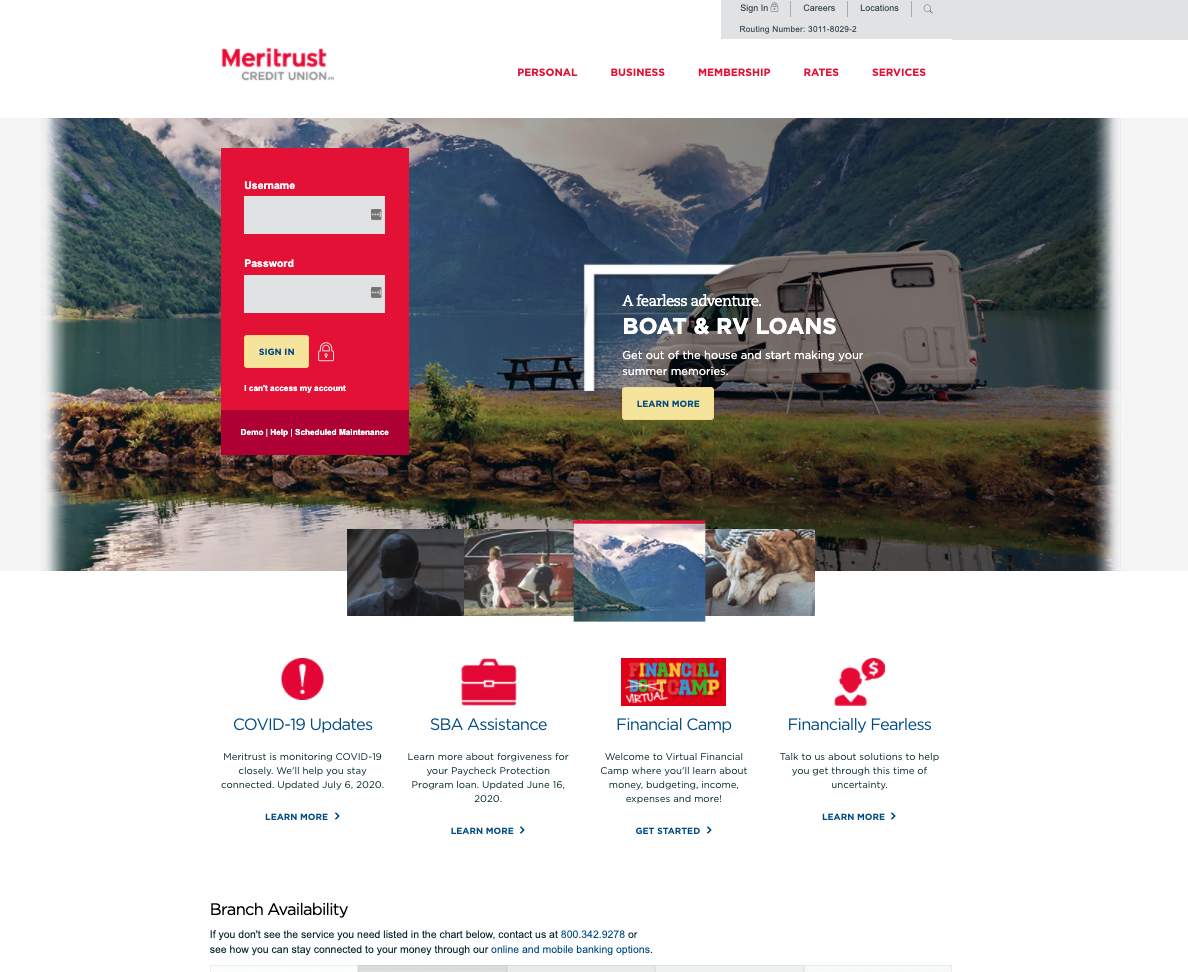 Sign In
Careers
Locations
Routing Number: 3011-8029-2
Meritrust
CREDIT UNION
PERSONAL
BUSINESS
MEMBERSHIP
RATES
SERVICES
Username
Password
SIGN IN
I can't access my account
Demo | Help | Scheduled Maintenance
A fearless adventure.
BOAT & RV LOANS
Get out of the house and start making your
summer memories.
LEARN MORE
COVID-19 Updates
Meritrust is monitoring COVID-19
closely. We'll help you stay
connected. Updated July 6, 2020.
LEARN MORE
SBA Assistance
Learn more about forgiveness for
your Paycheck Protection
Program loan. Updated June 16,
2020.
LEARN MORE
FINANCIAL
BOOTCAMP
VIRTUAL
Financial Camp
Welcome to Virtual Financial
Camp where you'll learn about
money, budgeting, income,
expenses and more!
GET STARTED
$
Financially Fearless
Talk to us about solutions to help
you get through this time of
uncertainty.
LEARN MORE
Branch Availability
If you don't see the service you need listed in the chart below, contact us at 800.342.9278 or
see how you can stay connected to your money through our online and mobile banking options.